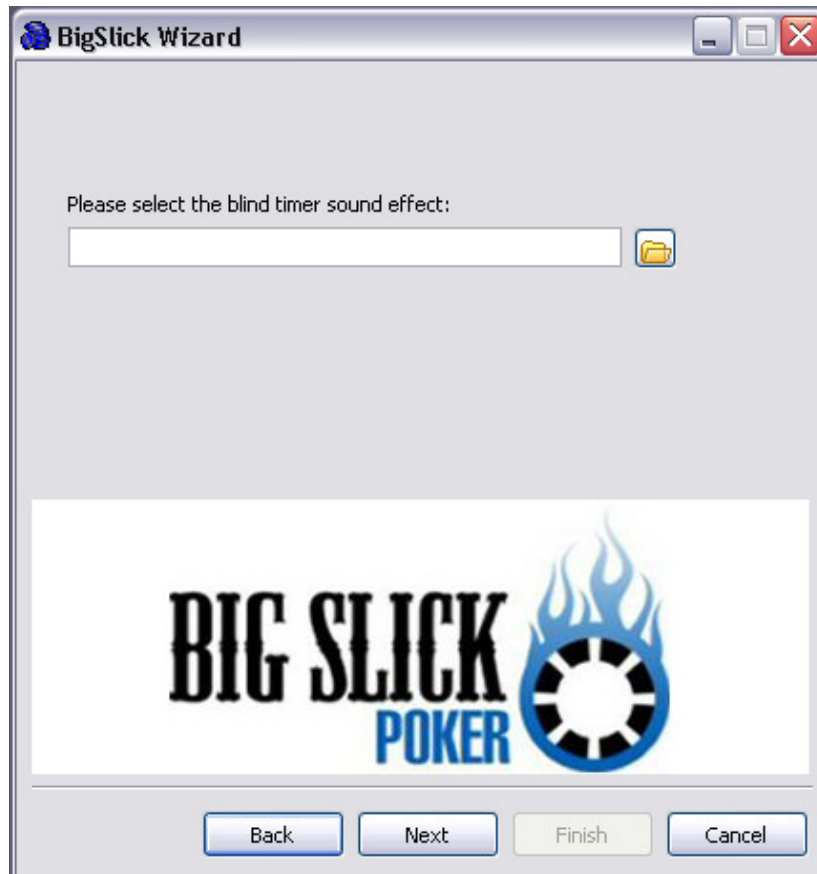 BigSlick Wizard
Please select the blind timer sound effect:
BIG SLICK
POKER
Back Next Finish Cancel